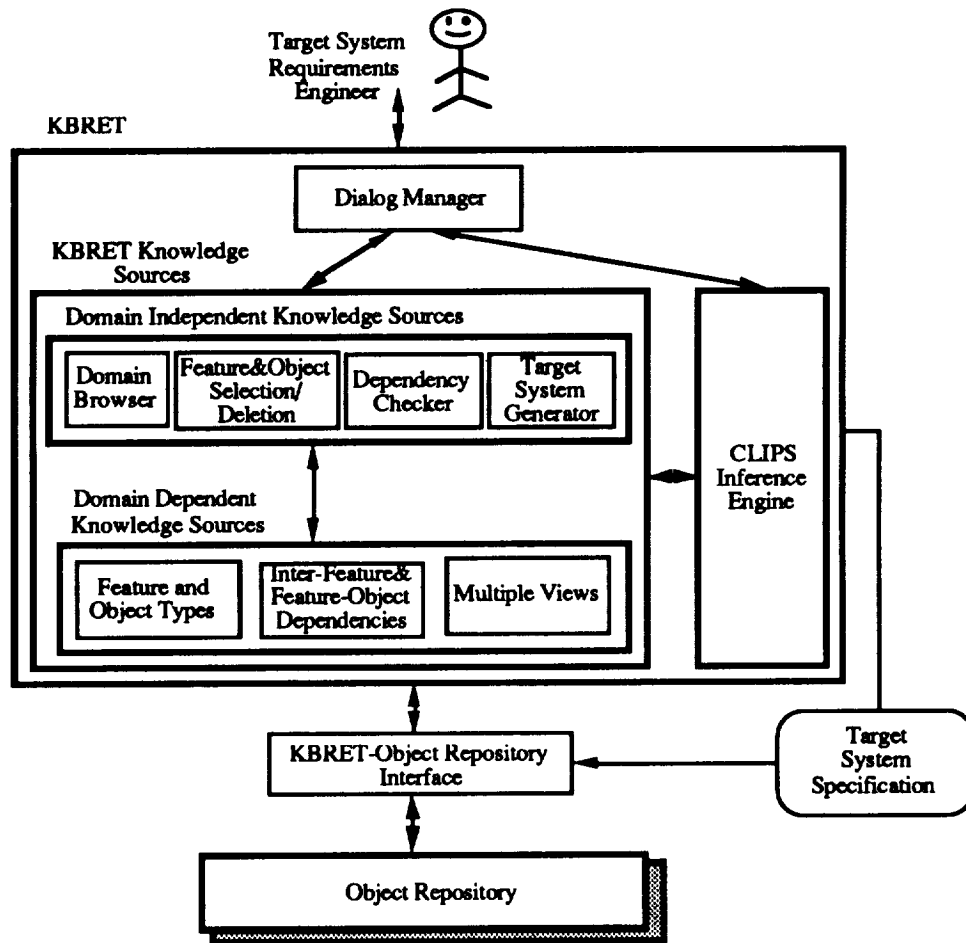 Target System
Requirements
Engineer
KBRET
Dialog Manager
KBRET Knowledge
Sources
Domain Independent Knowledge Sources
Domain
Browser
Feature&Object
Selection/
Deletion
Dependency
Checker
Target
System
Generator
CLIPS
Inference
Engine
Domain Dependent
Knowledge Sources
Feature and
Object Types
Inter-Feature&
Feature-Object
Dependencies
Multiple Views
KBRET-Object Repository
Interface
Target
System
Specification
Object Repository